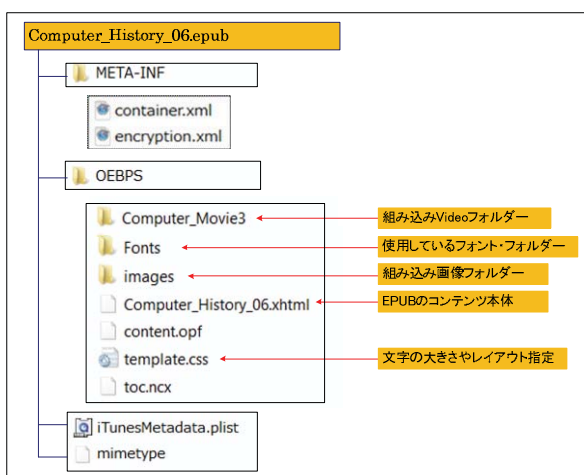 Computer_History_06.epub
META-INF
container.xml
encryption.xml
OEBPS
Computer_Movie3
組み込みVideoフォルダー
Fonts
使用しているフォント・フォルダー
images
組み込み画像フォルダー
Computer_History_06.xhtml
EPUBのコンテンツ本体
content.opf
template.css
文字の大きさやレイアウト指定
toc.ncx
iTunesMetadata.plist
mimetype